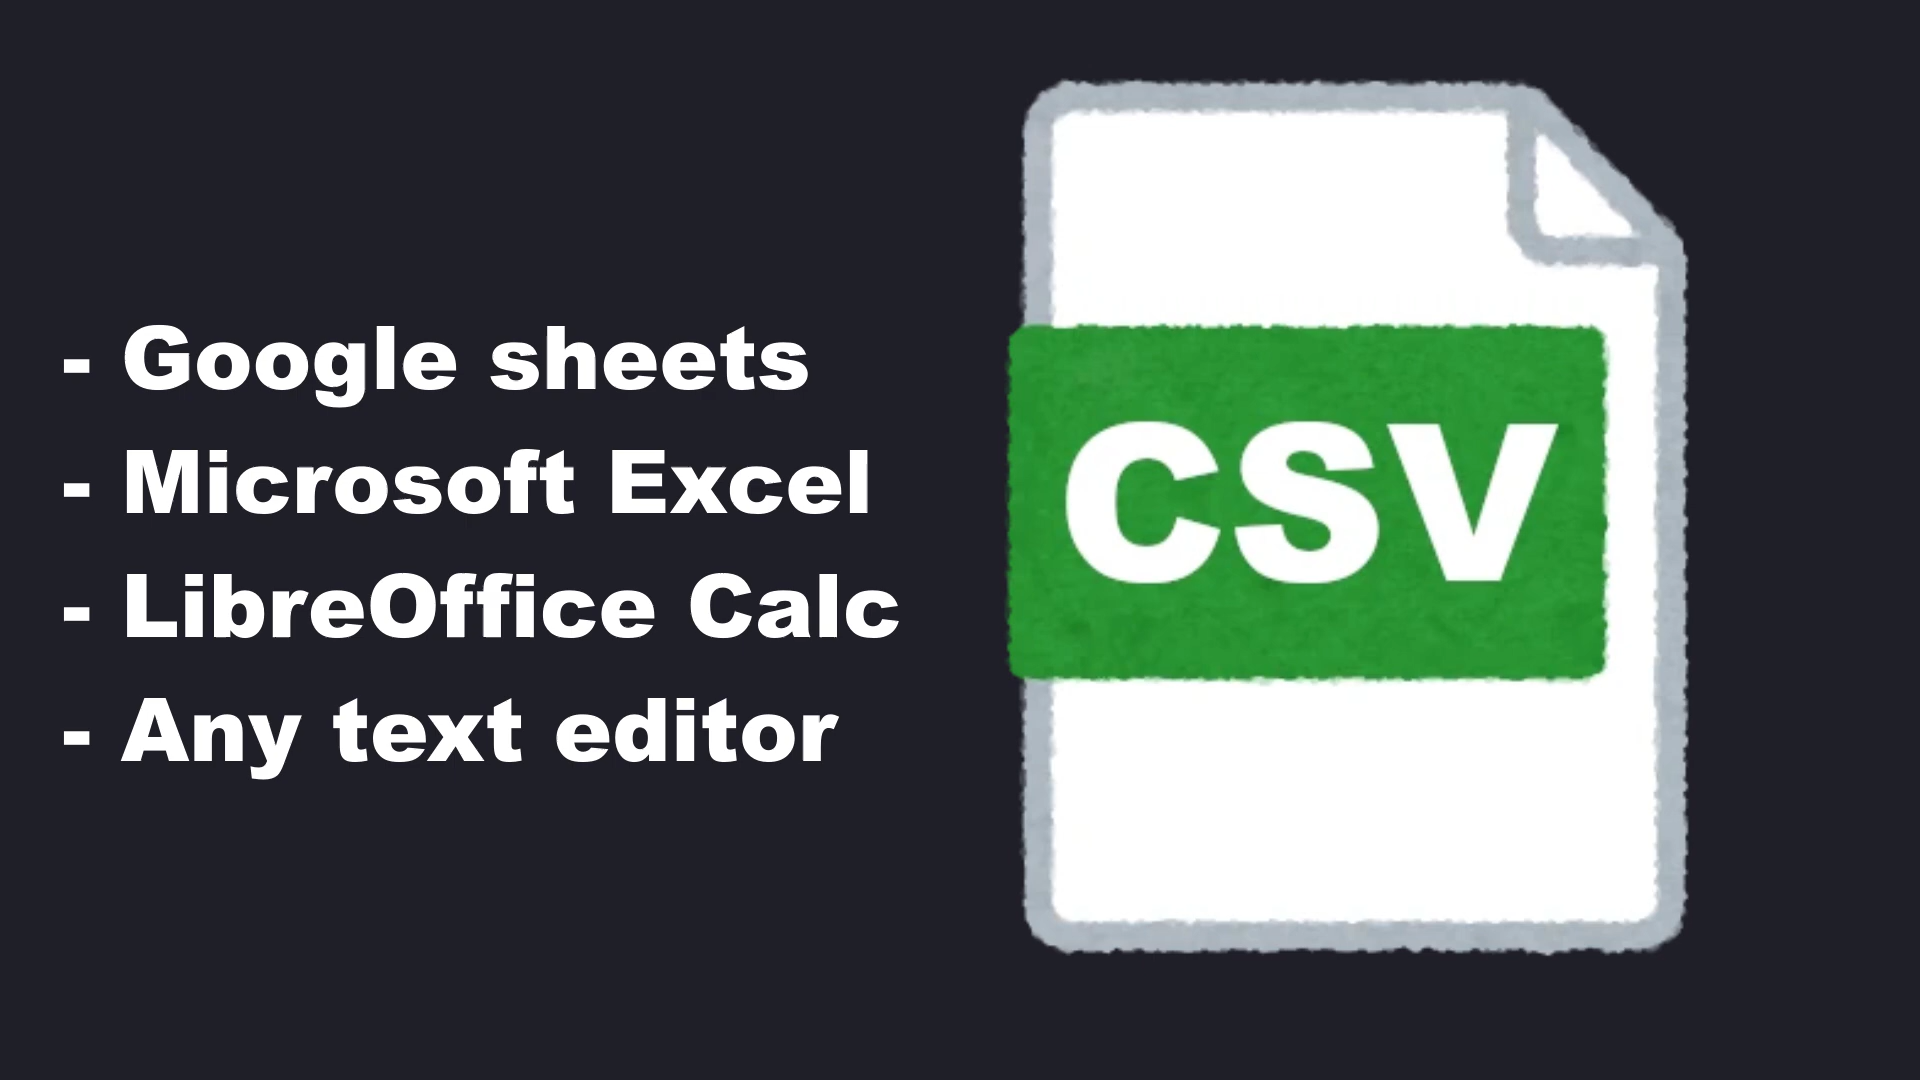 - Google sheets
- Microsoft Excel
- LibreOffice Calc
- Any text editor
CSV